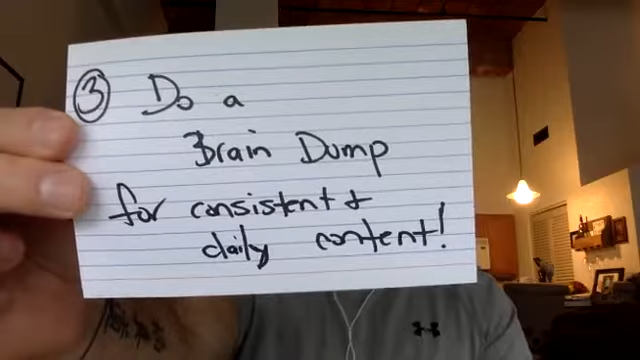 ③ Do a
Brain Dump
for consistent +
daily content!